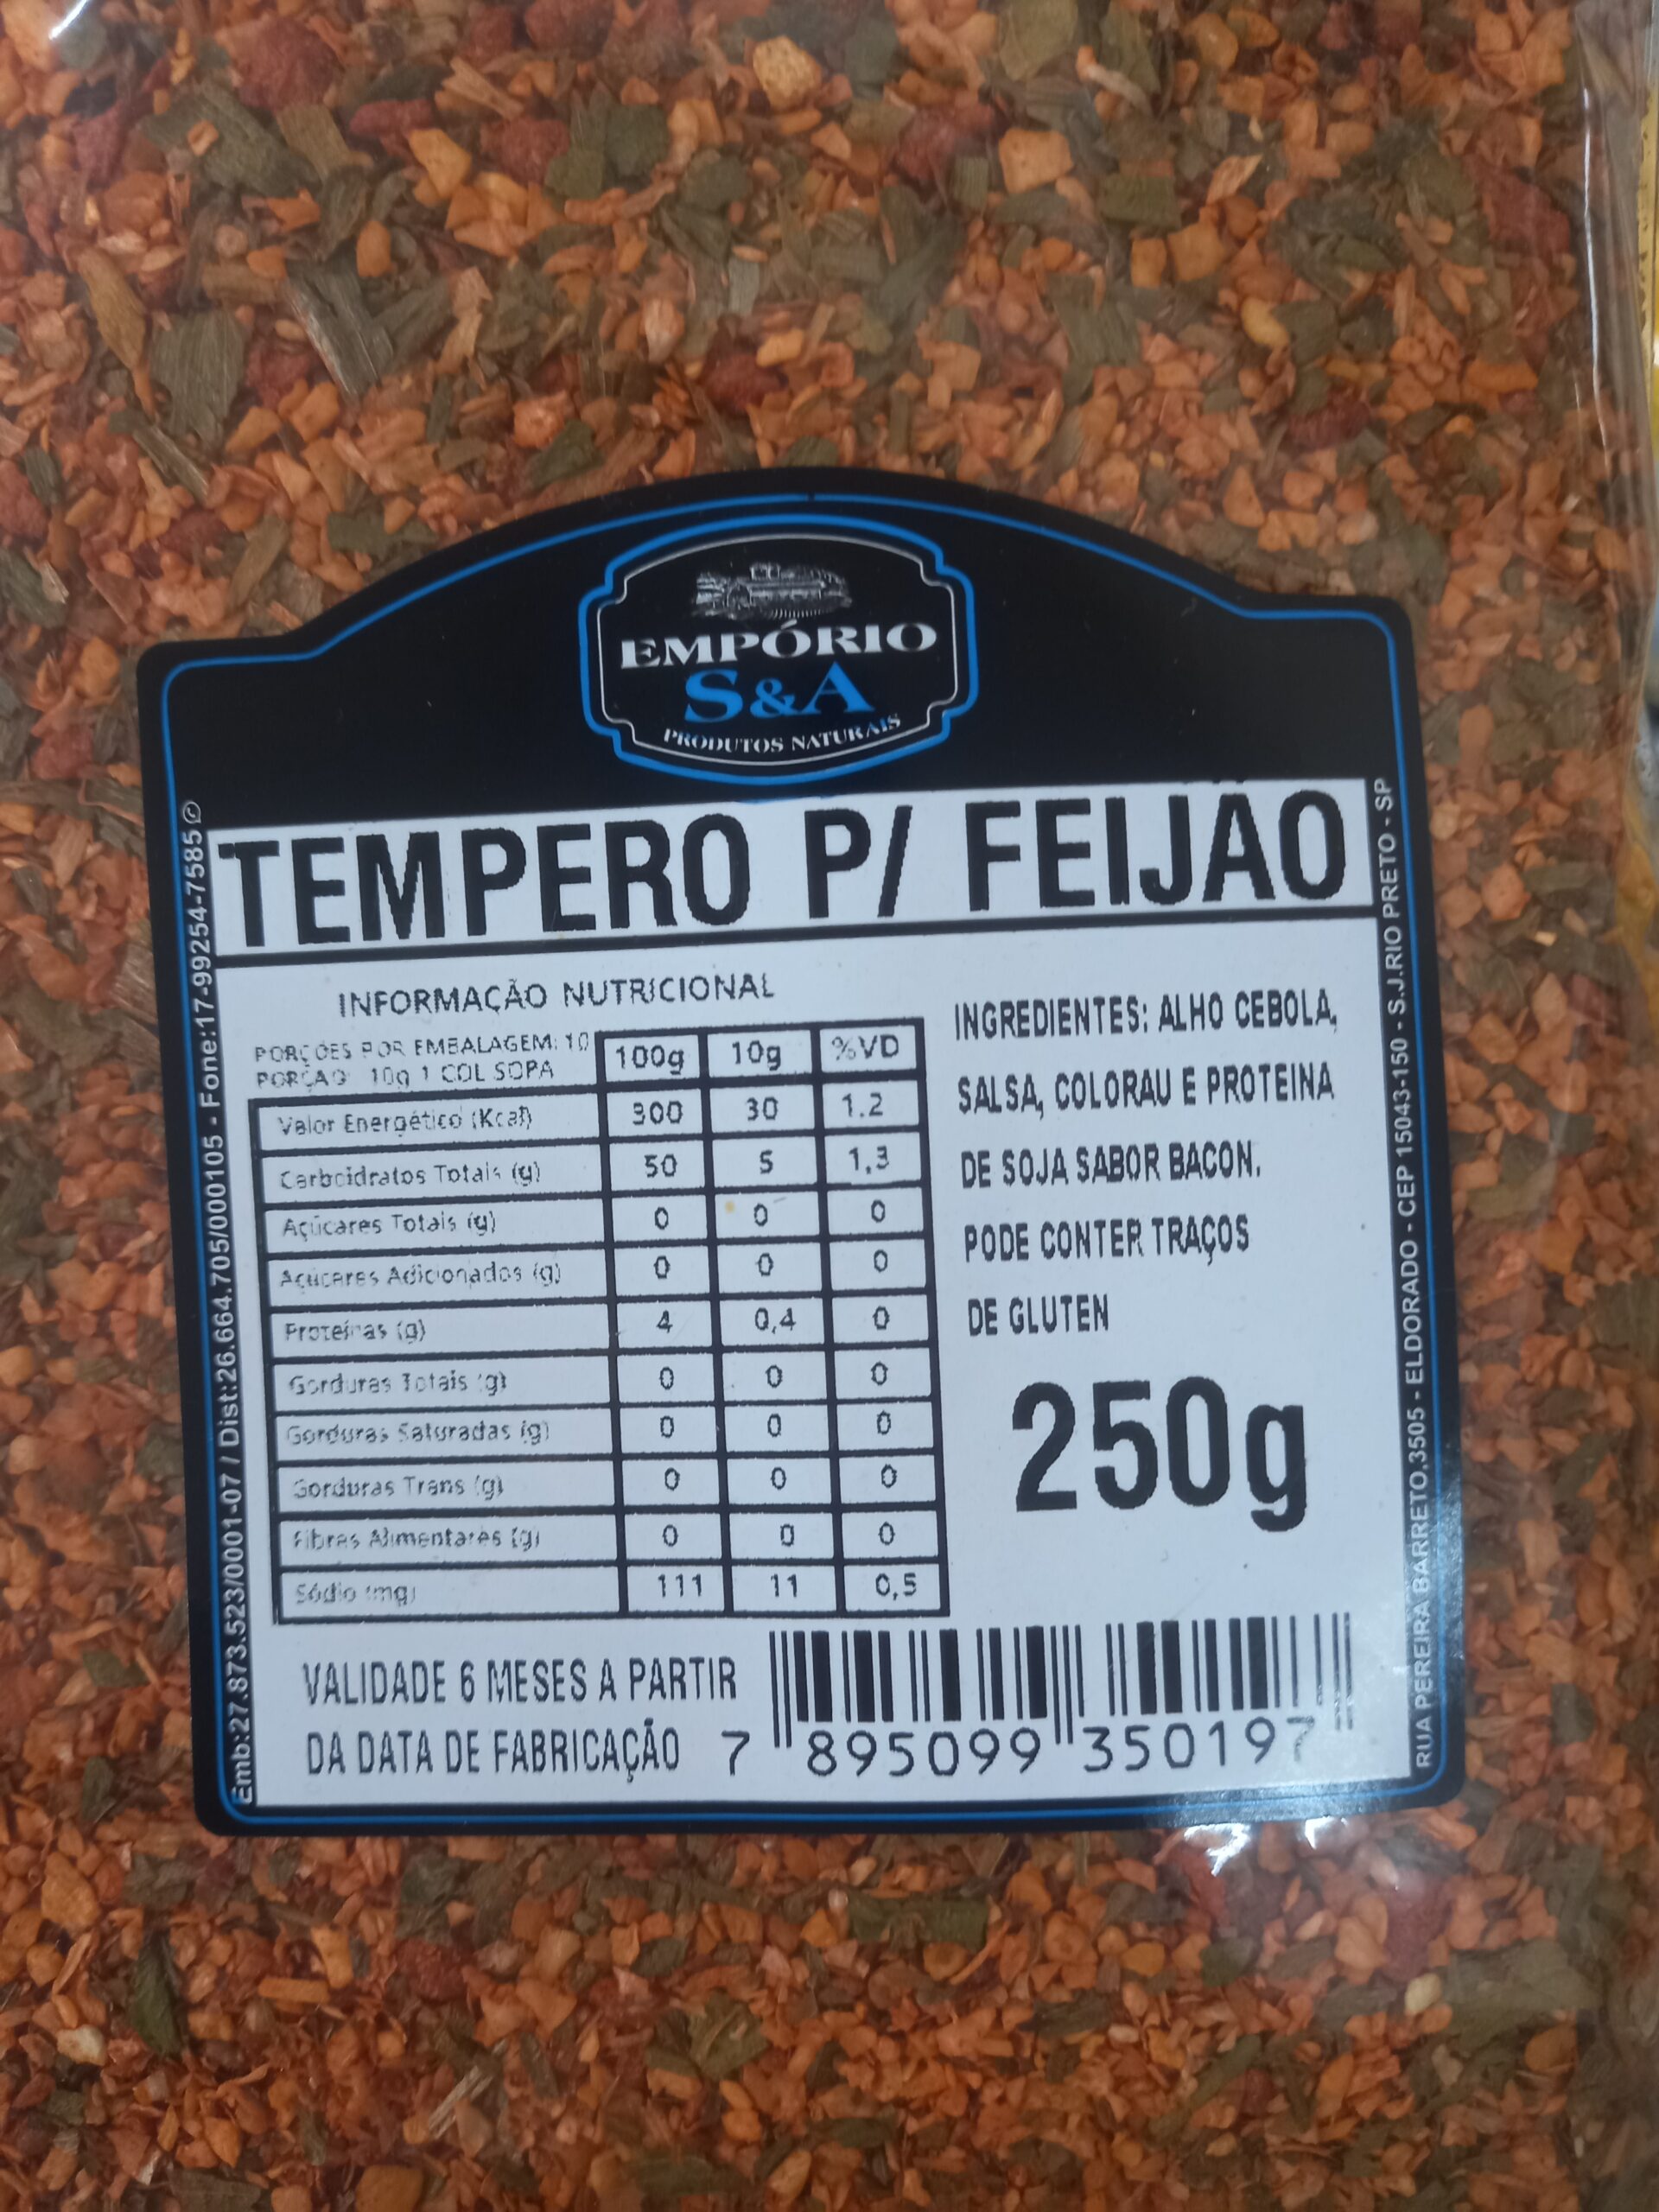 EMPÓRIO
S&A
PRODUTOS NATURAIS
TEMPERO P/ FEIJÃO
INFORMAÇÃO NUTRICIONAL
PORÇÕES POR EMBALAGEM: 10
PORÇÃO 10g 1 COL SOPA
100g 10g %VD
Valor Energético (Kcal) 300 30 1.2
Carboidratos Totais (g) 50 5 1,3
Açúcares Totais (g) 0 0 0
Açúcares Adicionados (g) 0 0 0
Proteínas (g) 4 0,4 0
Gorduras Totais (g) 0 0 0
Gorduras Saturadas (g) 0 0 0
Gorduras Trans (g) 0 0 0
Fibras Alimentares (g) 0 0 0
Sódio (mg) 111 11 0,5
INGREDIENTES: ALHO CEBOLA,
SALSA, COLORAU E PROTEINA
DE SOJA SABOR BACON.
PODE CONTER TRAÇOS
DE GLUTEN
250g
VALIDADE 6 MESES A PARTIR
DA DATA DE FABRICAÇÃO
7 895099 350197
Emb:27.873.523/0001-07 / Dist:26.664.705/000105 - Fone:17-99254-7585
RUA PEREIRA BARRETO,3505 - ELDORADO - CEP 15043-150 - S.J.RIO PRETO - SP